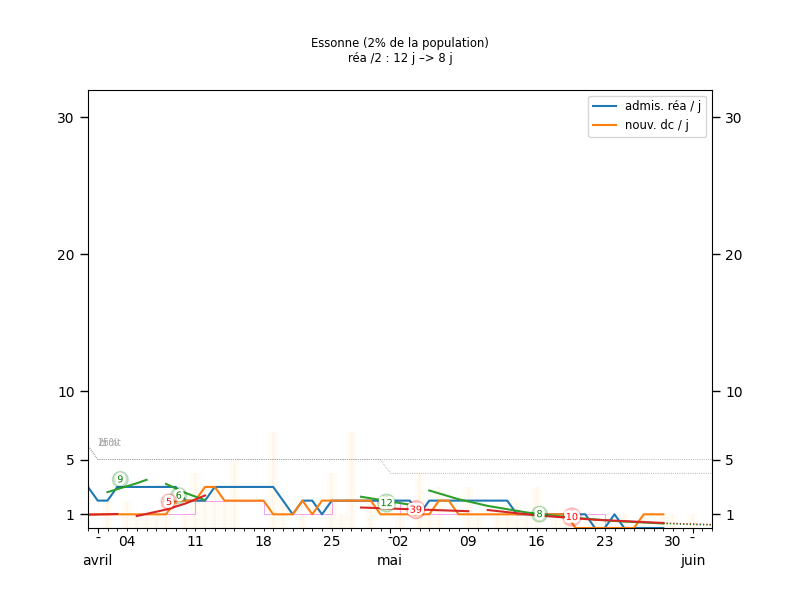 Essonne (2% de la population)
réa /2 : 12 j –> 8 j
admis. réa / j
nouv. dc / j
30 30
20 20
10 10
5 5
1 1
9
5
6
12
39
8
10
- 04 11 18 25 - 02 09 16 23 30 -
avril mai juin